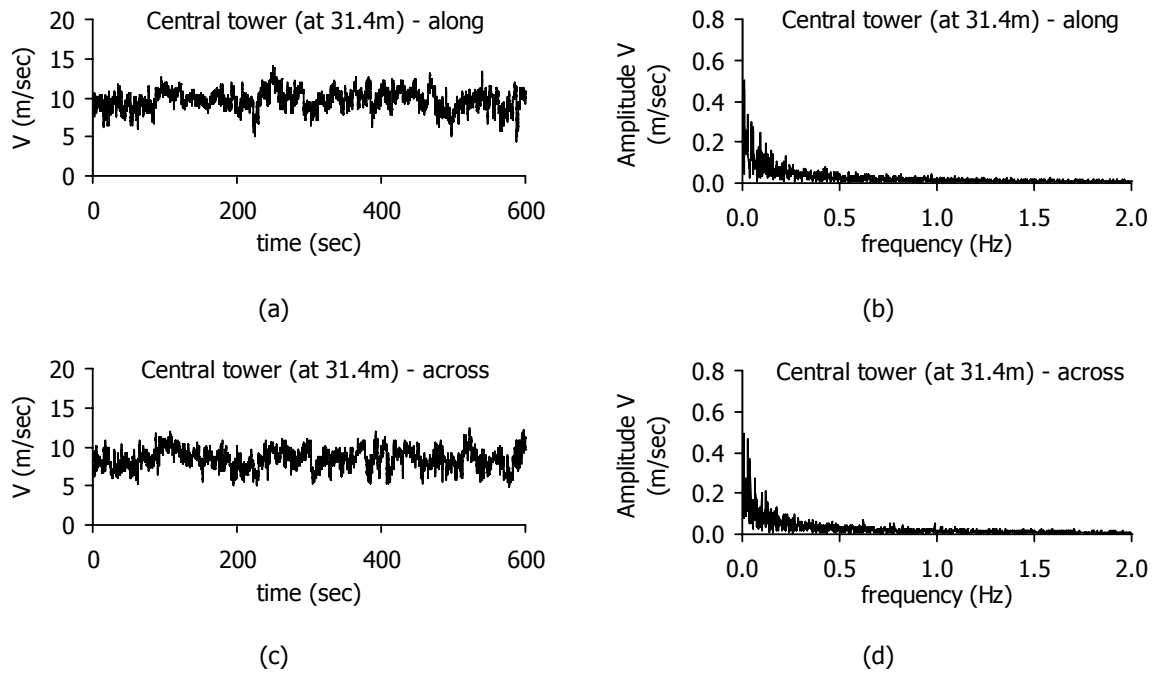 Central tower (at 31.4m) - along
20
15
10
5
0
V (m/sec)
0 200 400 600
time (sec)
(a)
Central tower (at 31.4m) - along
0.8
0.6
0.4
0.2
0.0
Amplitude V
(m/sec)
0.0 0.5 1.0 1.5 2.0
frequency (Hz)
(b)
Central tower (at 31.4m) - across
20
15
10
5
0
V (m/sec)
0 200 400 600
time (sec)
(c)
Central tower (at 31.4m) - across
0.8
0.6
0.4
0.2
0.0
Amplitude V
(m/sec)
0.0 0.5 1.0 1.5 2.0
frequency (Hz)
(d)